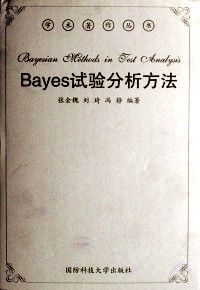 学术著作丛书
Bayesian Methods in Test Analysis
Bayes试验分析方法
张金槐 刘琦 冯静 编著
国防科技大学出版社